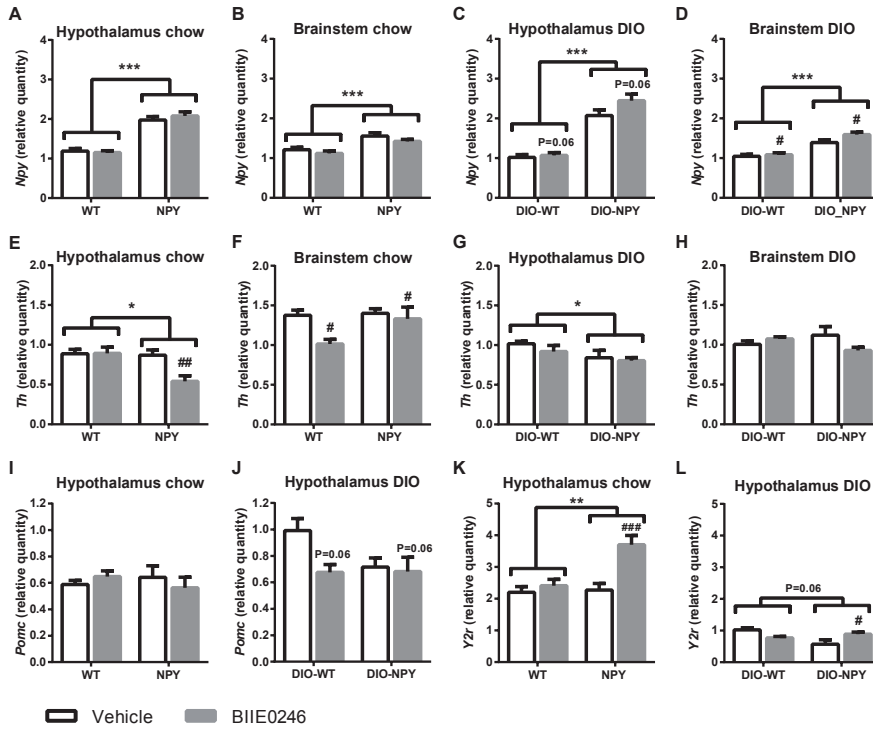 A
Hypothalamus chow
Npy (relative quantity)
4
3
2
1
0
***
WT
NPY
B
Brainstem chow
Npy (relative quantity)
4
3
2
1
0
***
WT
NPY
C
Hypothalamus DIO
Npy (relative quantity)
4
3
2
1
0
***
P=0.06
P=0.06
DIO-WT
DIO-NPY
D
Brainstem DIO
Npy (relative quantity)
4
3
2
1
0
***
#
#
DIO-WT
DIO_NPY
E
Hypothalamus chow
Th (relative quantity)
2.0
1.5
1.0
0.5
0.0
*
##
WT
NPY
F
Brainstem chow
Th (relative quantity)
2.0
1.5
1.0
0.5
0.0
#
#
WT
NPY
G
Hypothalamus DIO
Th (relative quantity)
2.0
1.5
1.0
0.5
0.0
*
DIO-WT
DIO-NPY
H
Brainstem DIO
Th (relative quantity)
2.0
1.5
1.0
0.5
0.0
DIO-WT
DIO-NPY
I
Hypothalamus chow
Pomc (relative quantity)
1.2
1.0
0.8
0.6
0.4
0.2
0.0
WT
NPY
J
Hypothalamus DIO
Pomc (relative quantity)
1.2
1.0
0.8
0.6
0.4
0.2
0.0
P=0.06
P=0.06
DIO-WT
DIO-NPY
K
Hypothalamus chow
Y2r (relative quantity)
5
4
3
2
1
0
**
###
WT
NPY
L
Hypothalamus DIO
Y2r (relative quantity)
5
4
3
2
1
0
P=0.06
#
DIO-WT
DIO-NPY
Vehicle
BIIE0246